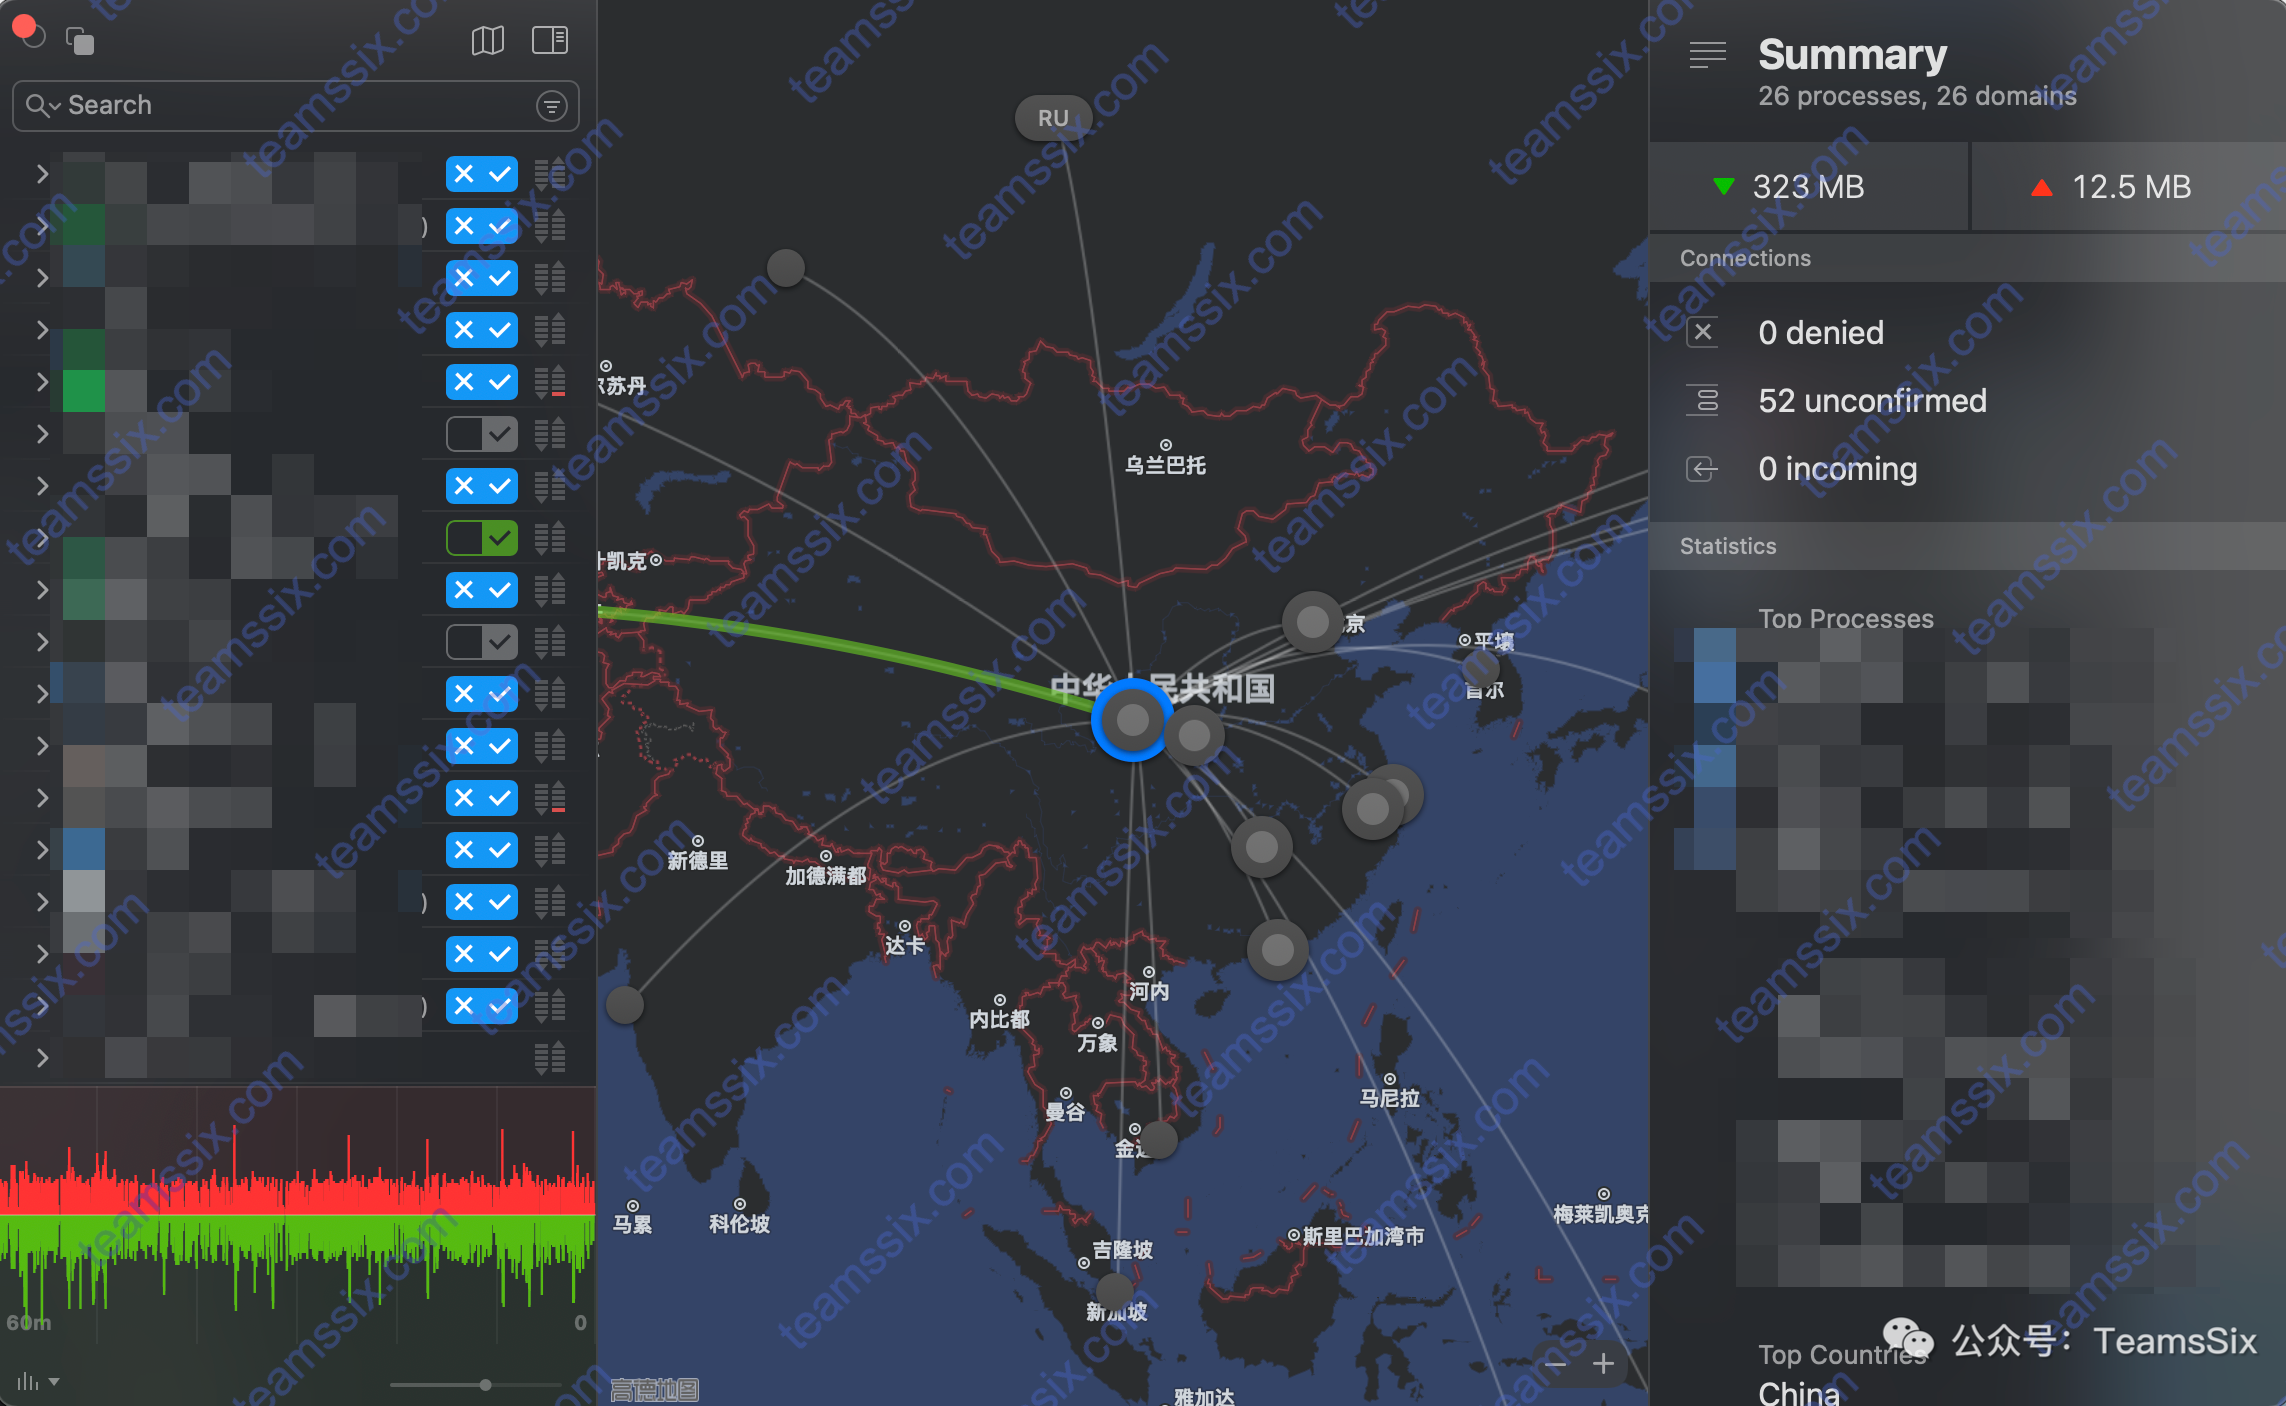 Search
)
)
)
60m
0
RU
尔苏丹
乌兰巴托
什凯克
京
平壤
首尔
中华人民共和国
新德里
加德满都
达卡
河内
内比都
万象
曼谷
马尼拉
金边
马累
科伦坡
梅莱凯奥克
斯里巴加湾市
吉隆坡
新加坡
雅加达
高德地图
Summary
26 processes, 26 domains
323 MB
12.5 MB
Connections
0 denied
52 unconfirmed
0 incoming
Statistics
Top Processes
Top Countries
China
公众号：TeamsSix
teamssix.com